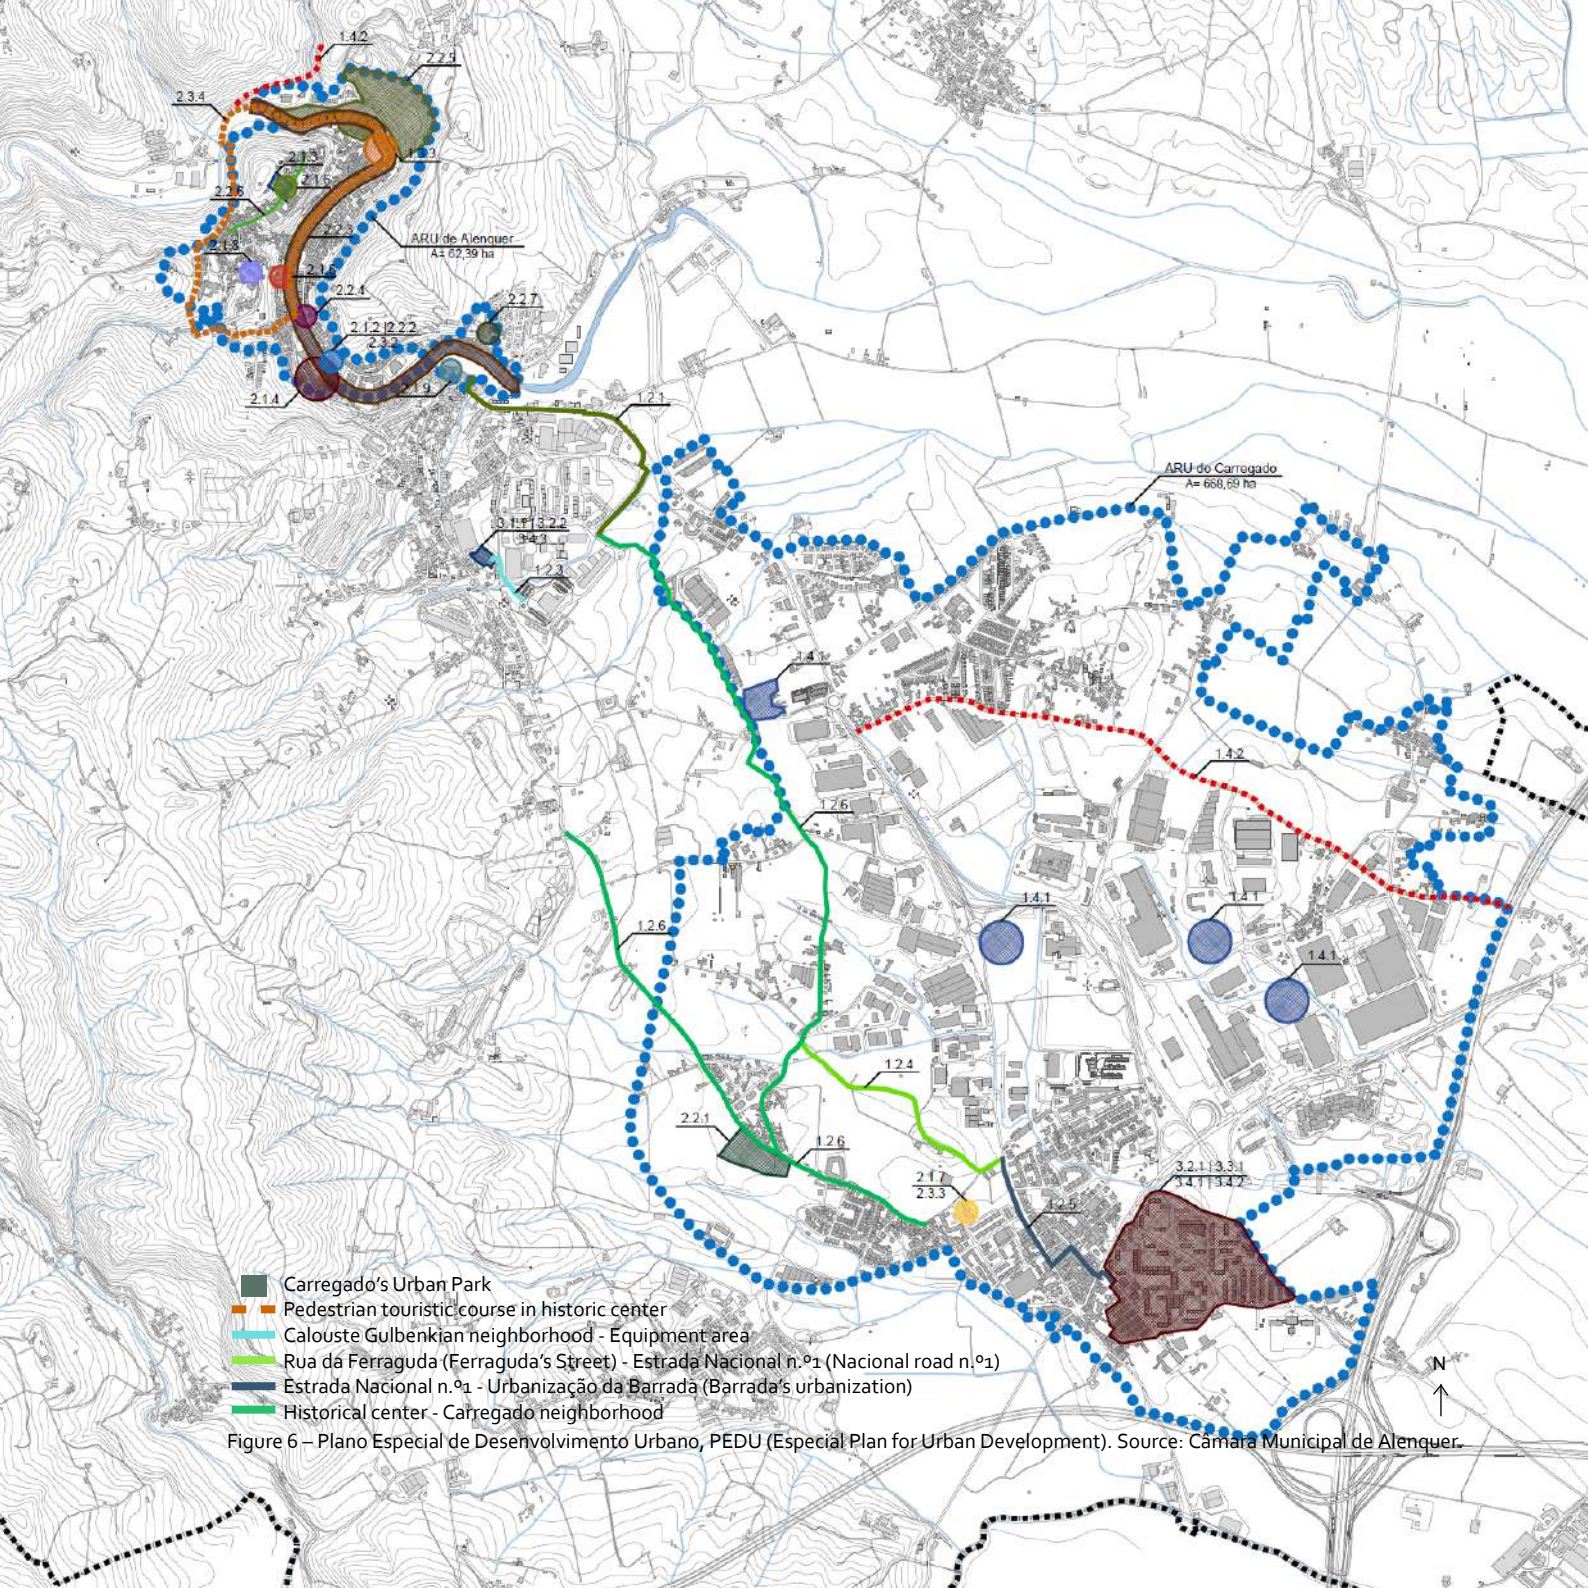 1.4.2
2.2.5
2.3.4
2.1.3
2.1.6
2.2.3
ARU de Alenquer
A= 62,39 ha
2.1.5
2.2.4
2.2.7
2.1.2 | 2.2.2
2.3.2
2.1.9
2.1.4
1.2.1
ARU do Carregado
A= 668,69 ha
3.1.1 | 3.2.2
1.2.3
1.4.1
1.4.2
1.2.6
1.4.1
1.4.1
1.2.6
1.4.1
1.2.4
2.2.1
1.2.6
3.2.1 | 3.3.1
3.4.1 | 3.4.2
2.1.7
2.3.3
1.2.5
Carregado's Urban Park
Pedestrian touristic course in historic center
Calouste Gulbenkian neighborhood - Equipment area
Rua da Ferraguda (Ferraguda's Street) - Estrada Nacional n.º1 (Nacional road n.º1)
Estrada Nacional n.º1 - Urbanização da Barrada (Barrada's urbanization)
Historical center - Carregado neighborhood
N
Figure 6 – Plano Especial de Desenvolvimento Urbano, PEDU (Especial Plan for Urban Development). Source: Câmara Municipal de Alenquer.